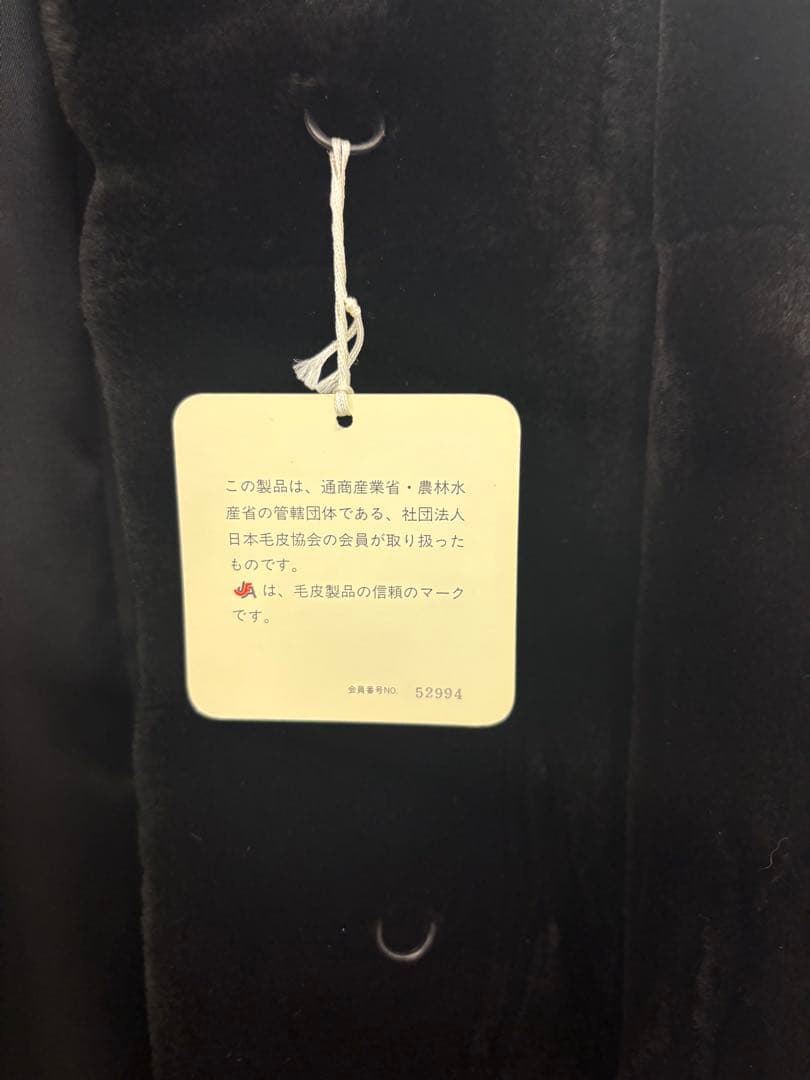 この製品は、通商産業省・農林水
産省の管轄団体である、社団法人
日本毛皮協会の会員が取り扱った
ものです。
JFA は、毛皮製品の信頼のマーク
です。
会員番号NO. 52994